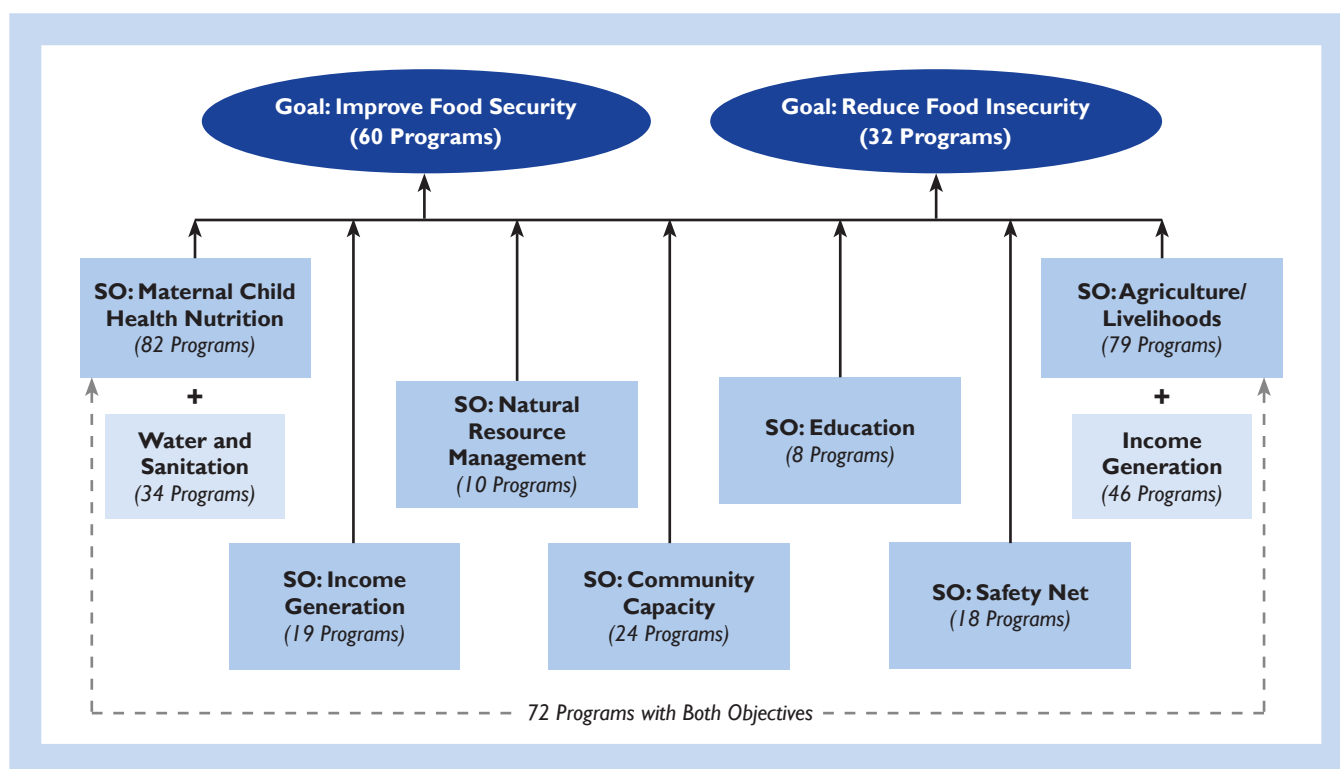 Goal: Improve Food Security
(60 Programs)
Goal: Reduce Food Insecurity
(32 Programs)
SO: Maternal Child
Health Nutrition
(82 Programs)
+
Water and
Sanitation
(34 Programs)
SO: Income
Generation
(19 Programs)
SO: Natural
Resource
Management
(10 Programs)
SO: Community
Capacity
(24 Programs)
SO: Education
(8 Programs)
SO: Safety Net
(18 Programs)
SO: Agriculture/
Livelihoods
(79 Programs)
+
Income
Generation
(46 Programs)
72 Programs with Both Objectives